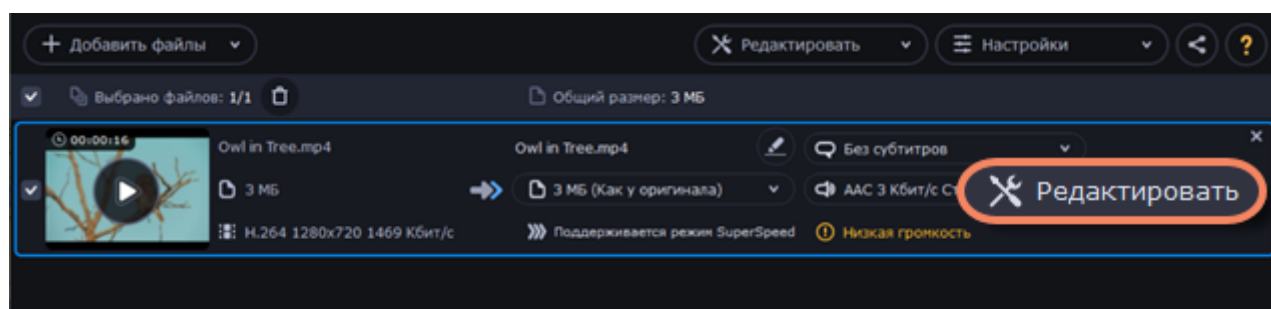 Добавить файлы Редактировать Настройки ?
Выбрано файлов: 1/1 Общий размер: 3 МБ
00:00:16 Owl in Tree.mp4 Owl in Tree.mp4 Без субтитров
3 МБ 3 МБ (Как у оригинала) AAC 3 Кбит/с Редактировать
H.264 1280x720 1469 Кбит/с Поддерживается режим SuperSpeed Низкая громкость